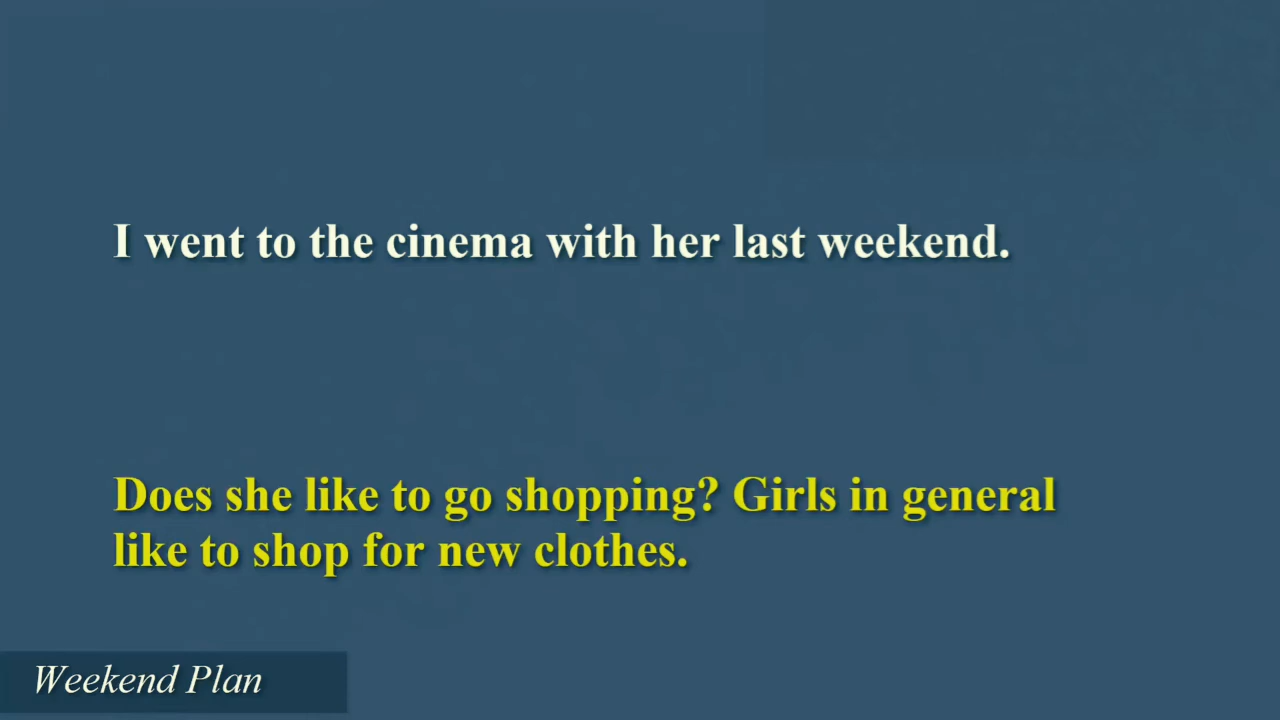 I went to the cinema with her last weekend.
Does she like to go shopping? Girls in general
like to shop for new clothes.
Weekend Plan